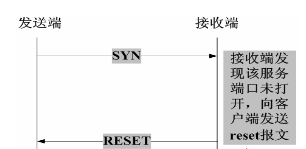 发送端
接收端
SYN
接收端发
现该服务
端口未打
开，向客
户端发送
reset报文
RESET